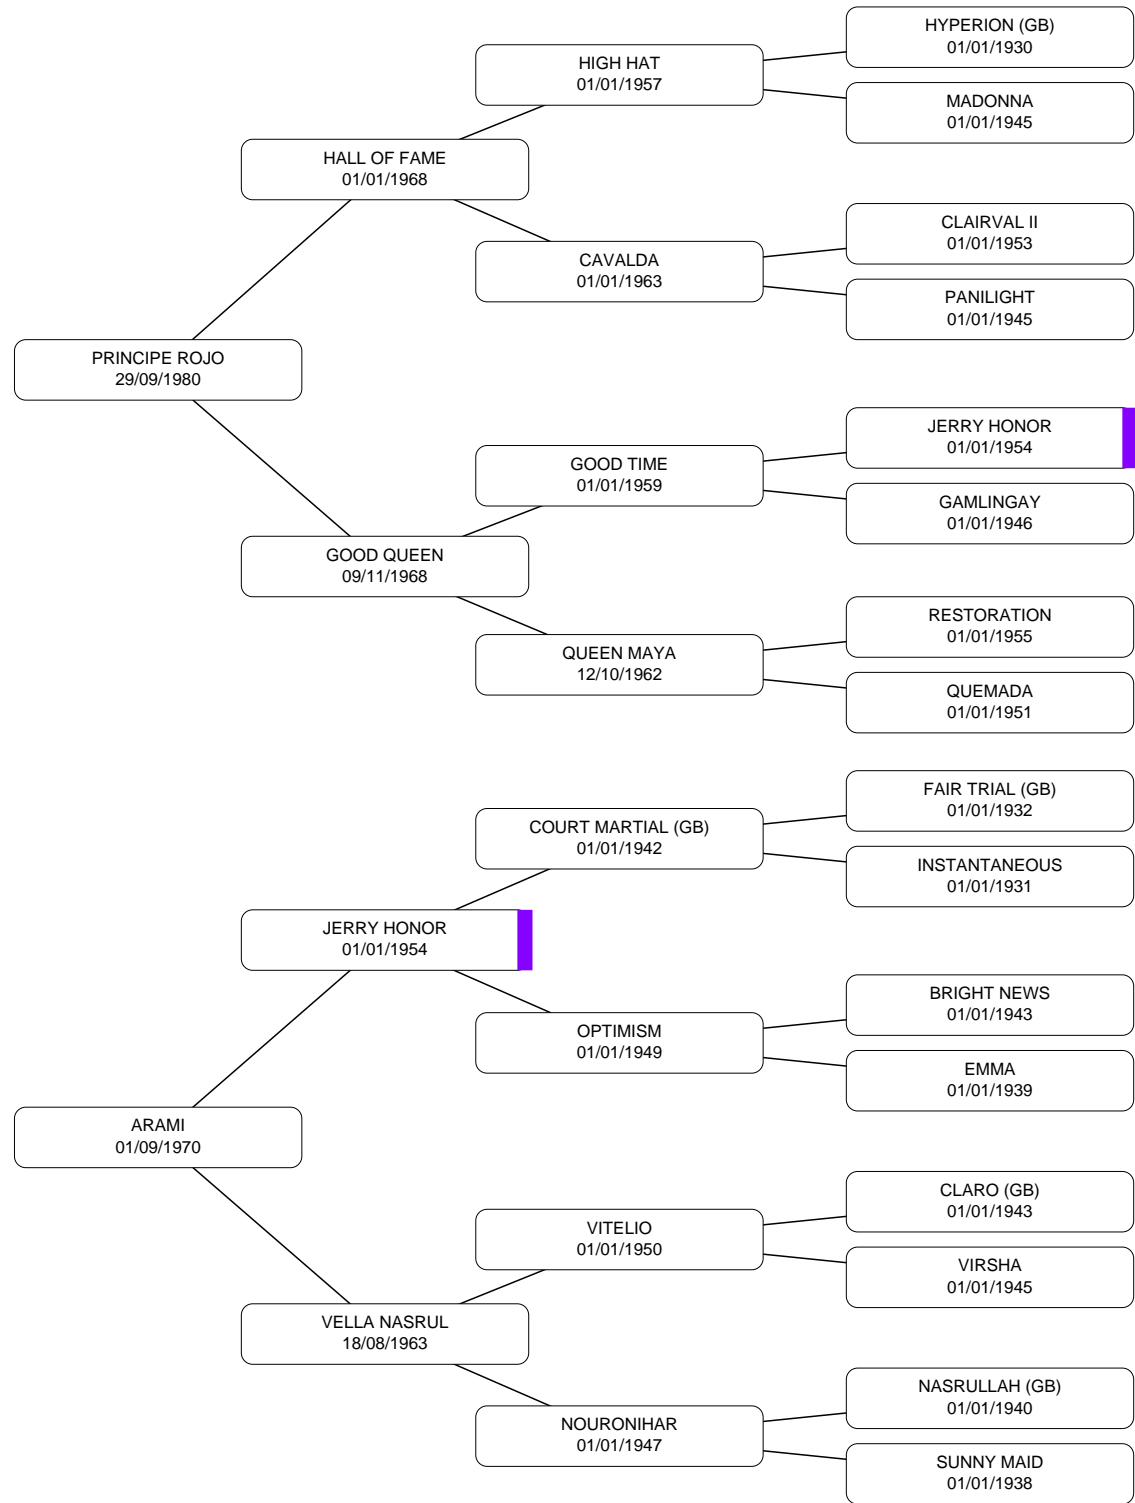 HYPERION (GB)
01/01/1930
HIGH HAT
01/01/1957
MADONNA
01/01/1945
HALL OF FAME
01/01/1968
CLAIRVAL II
01/01/1953
CAVALDA
01/01/1963
PANILIGHT
01/01/1945
PRINCIPE ROJO
29/09/1980
JERRY HONOR
01/01/1954
GOOD TIME
01/01/1959
GAMLINGAY
01/01/1946
GOOD QUEEN
09/11/1968
RESTORATION
01/01/1955
QUEEN MAYA
12/10/1962
QUEMADA
01/01/1951
FAIR TRIAL (GB)
01/01/1932
COURT MARTIAL (GB)
01/01/1942
INSTANTANEOUS
01/01/1931
JERRY HONOR
01/01/1954
BRIGHT NEWS
01/01/1943
OPTIMISM
01/01/1949
EMMA
01/01/1939
ARAMI
01/09/1970
CLARO (GB)
01/01/1943
VITELIO
01/01/1950
VIRSHA
01/01/1945
VELLA NASRUL
18/08/1963
NASRULLAH (GB)
01/01/1940
NOURONIHAR
01/01/1947
SUNNY MAID
01/01/1938